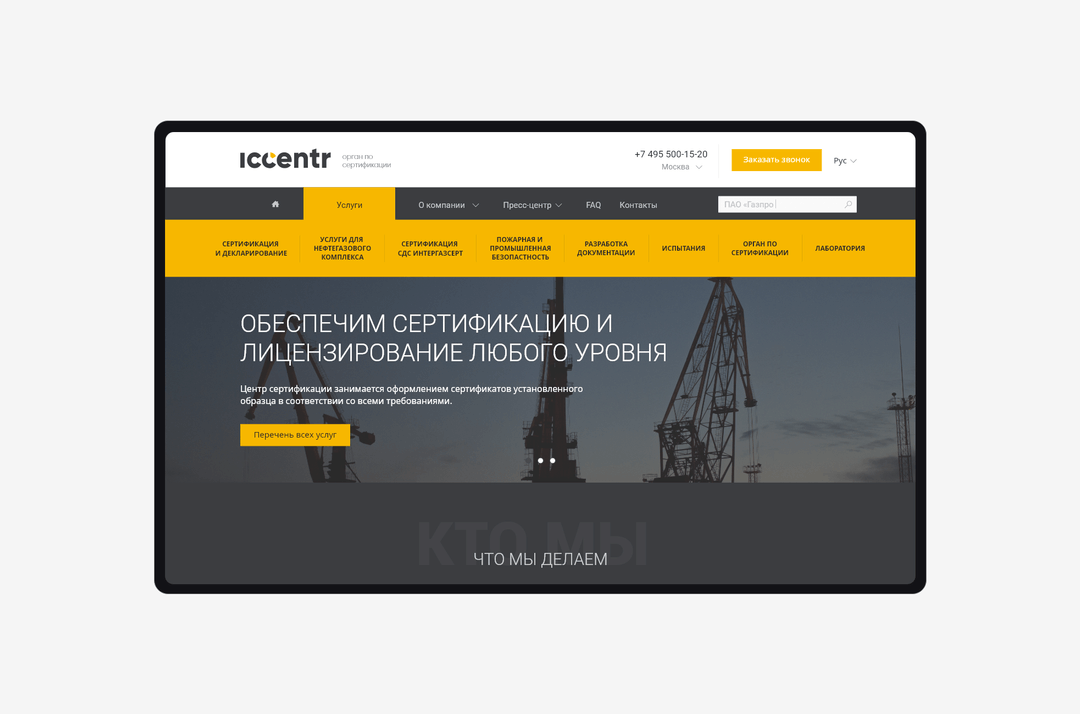 iccentr
орган по
сертификации
+7 495 500-15-20
Москва
Заказать звонок
Рус
Услуги
О компании
Пресс-центр
FAQ
Контакты
ПАО «Газпро
СЕРТИФИКАЦИЯ
И ДЕКЛАРИРОВАНИЕ
УСЛУГИ ДЛЯ
НЕФТЕГАЗОВОГО
КОМПЛЕКСА
СЕРТИФИКАЦИЯ
СДС ИНТЕРГАЗСЕРТ
ПОЖАРНАЯ И
ПРОМЫШЛЕННАЯ
БЕЗОПАСНОСТЬ
РАЗРАБОТКА
ДОКУМЕНТАЦИИ
ИСПЫТАНИЯ
ОРГАН ПО
СЕРТИФИКАЦИИ
ЛАБОРАТОРИЯ
ОБЕСПЕЧИМ СЕРТИФИКАЦИЮ И
ЛИЦЕНЗИРОВАНИЕ ЛЮБОГО УРОВНЯ
Центр сертификации занимается оформлением сертификатов установленного
образца в соответствии со всеми требованиями.
Перечень всех услуг
КТО МЫ
ЧТО МЫ ДЕЛАЕМ